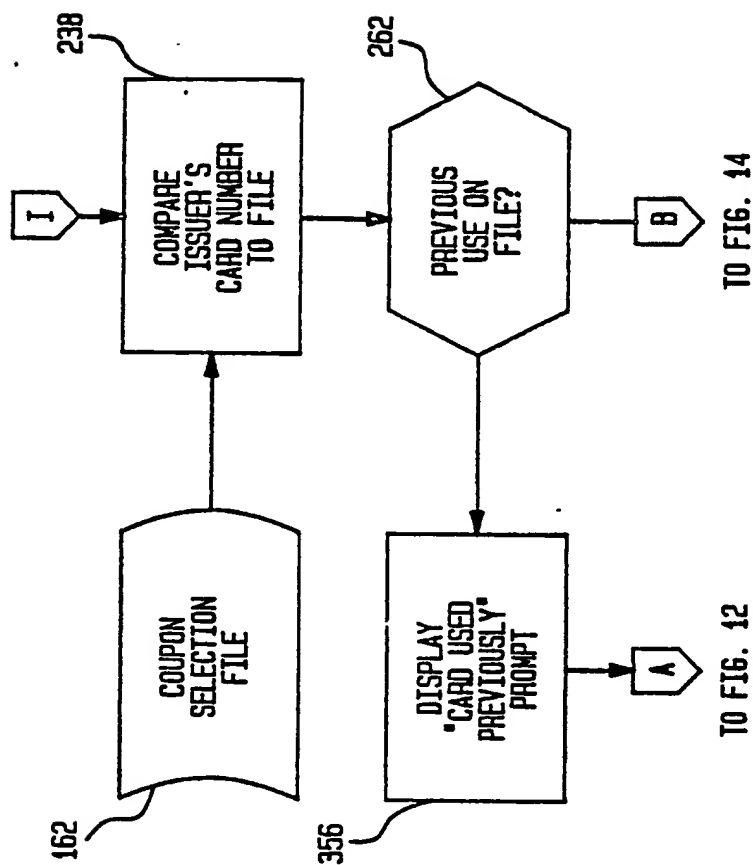 I
238
COMPARE
ISSUER'S
CARD NUMBER
TO FILE
162
COUPON
SELECTION
FILE
262
PREVIOUS
USE ON
FILE?
B
TO FIG. 14
356
DISPLAY
"CARD USED
PREVIOUSLY"
PROMPT
A
TO FIG. 12